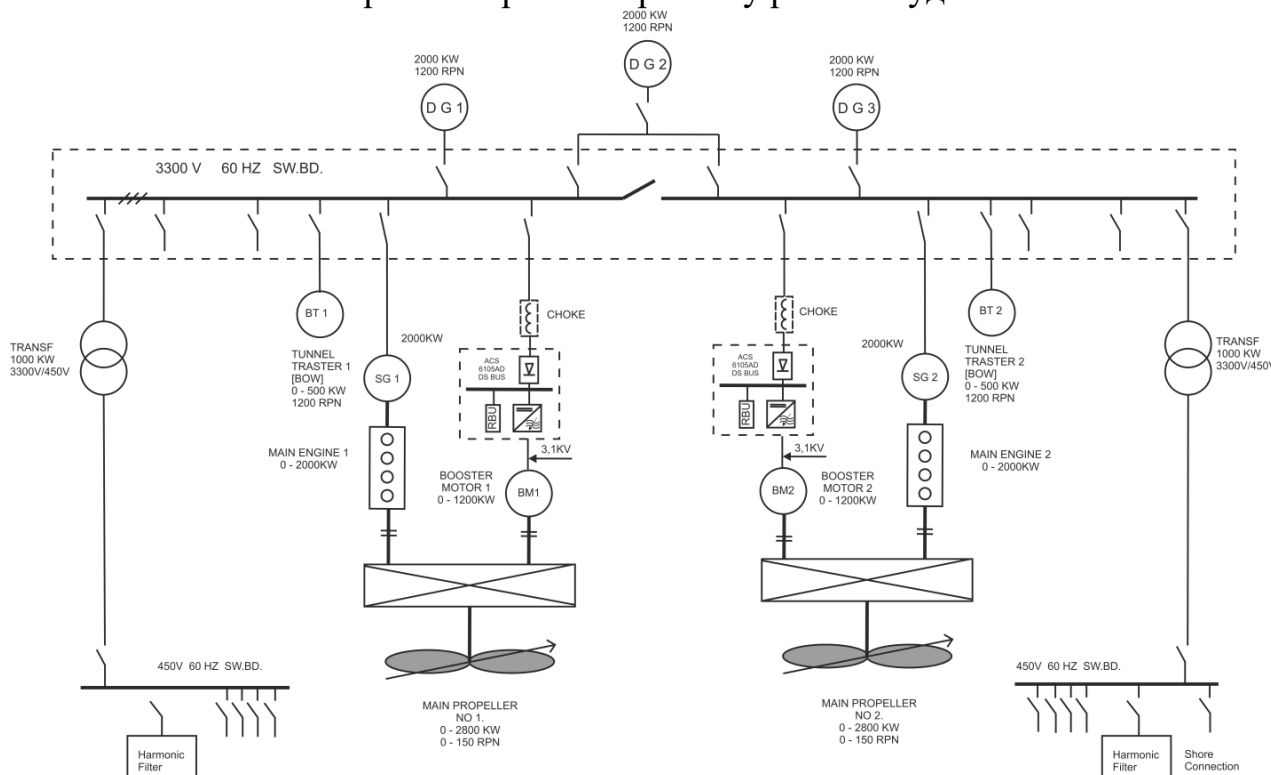 2000 KW
1200 RPN
D G 2
2000 KW
1200 RPN
D G 1
2000 KW
1200 RPN
D G 3
3300 V 60 HZ SW.BD.
TRANSF
1000 KW
3300V/450V
BT 1
TUNNEL
TRASTER 1
[BOW]
0 - 500 KW
1200 RPN
2000KW
SG 1
MAIN ENGINE 1
0 - 2000KW
CHOKE
ACS
6105AD
DS BUS
RBU
3,1KV
BOOSTER
MOTOR 1
0 - 1200KW
BM1
CHOKE
ACS
6105AD
DS BUS
RBU
3,1KV
BOOSTER
MOTOR 2
0 - 1200KW
BM2
2000KW
SG 2
MAIN ENGINE 2
0 - 2000KW
BT 2
TUNNEL
TRASTER 2
[BOW]
0 - 500 KW
1200 RPN
TRANSF
1000 KW
3300V/450V
450V 60 HZ SW.BD.
Harmonic
Filter
MAIN PROPELLER
NO 1.
0 - 2800 KW
0 - 150 RPN
MAIN PROPELLER
NO 2.
0 - 2800 KW
0 - 150 RPN
450V 60 HZ SW.BD.
Harmonic
Filter
Shore
Connection